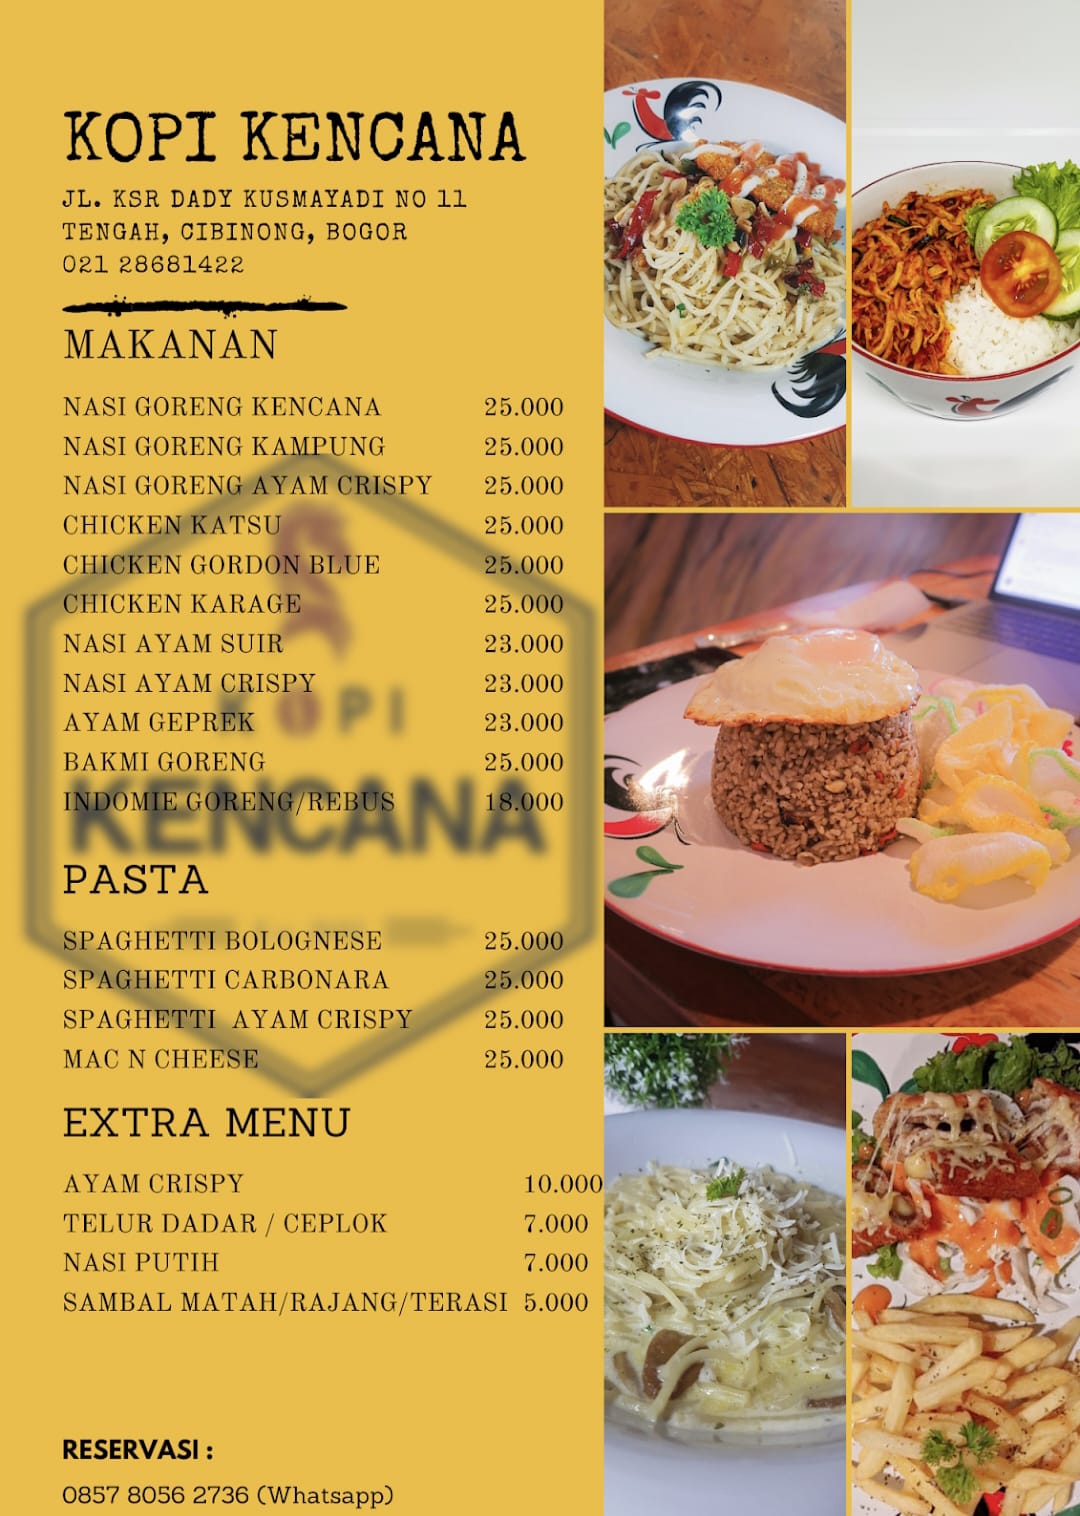 KOPI KENCANA
JL. KSR DADY KUSMAYADI NO 11
TENGAH, CIBINONG, BOGOR
021 28681422
MAKANAN
NASI GORENG KENCANA 25.000
NASI GORENG KAMPUNG 25.000
NASI GORENG AYAM CRISPY 25.000
CHICKEN KATSU 25.000
CHICKEN GORDON BLUE 25.000
CHICKEN KARAGE 25.000
NASI AYAM SUIR 23.000
NASI AYAM CRISPY 23.000
KOPI
AYAM GEPREK 23.000
BAKMI GORENG 25.000
INDOMIE GORENG/REBUS 18.000
KENCANA
PASTA
SPAGHETTI BOLOGNESE 25.000
SPAGHETTI CARBONARA 25.000
SPAGHETTI AYAM CRISPY 25.000
MAC N CHEESE 25.000
EXTRA MENU
AYAM CRISPY 10.000
TELUR DADAR / CEPLOK 7.000
NASI PUTIH 7.000
SAMBAL MATAH/RAJANG/TERASI 5.000
RESERVASI :
0857 8056 2736 (Whatsapp)